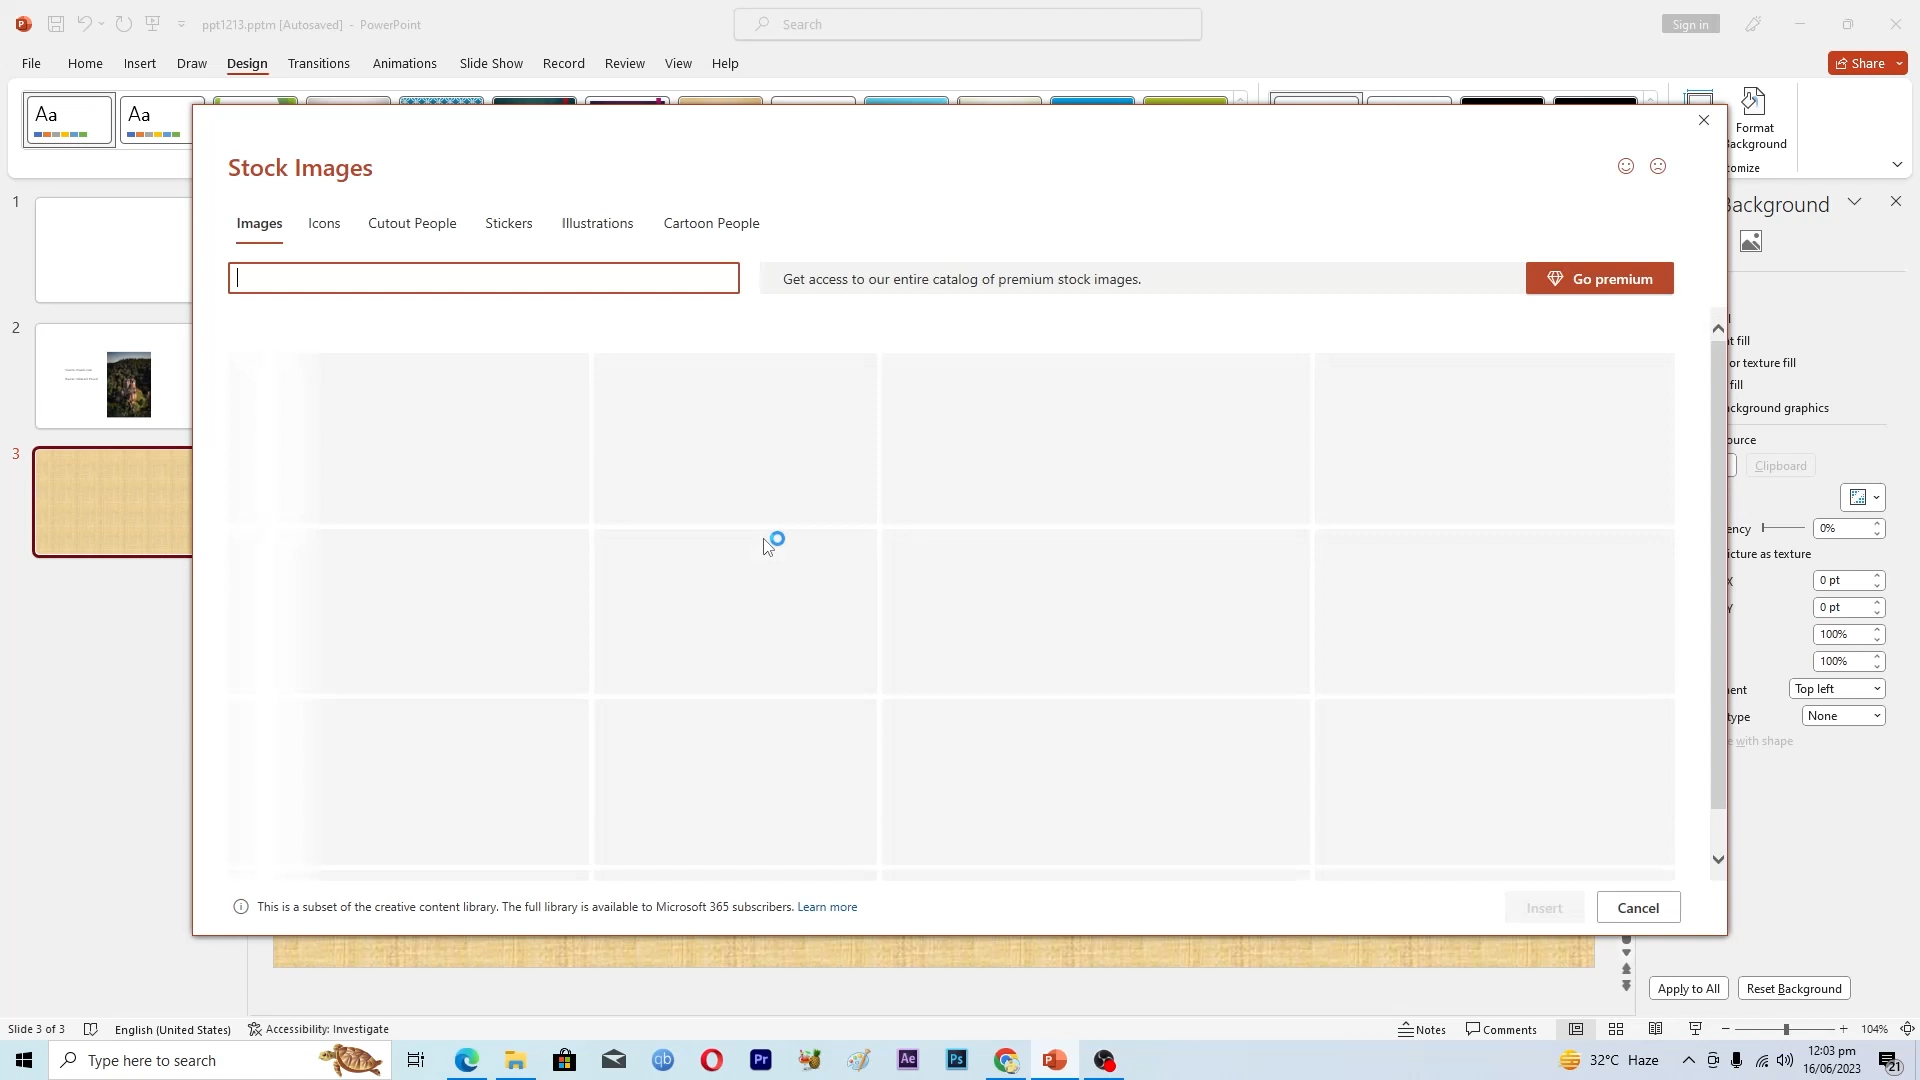 ppt1213.pptm [Autosaved] - PowerPoint
Search
Sign in
File Home Insert Draw Design Transitions Animations Slide Show Record Review View Help
Share
Aa
Aa
Format
Background
tomize
Stock Images
Images Icons Cutout People Stickers Illustrations Cartoon People
Get access to our entire catalog of premium stock images.
Go premium
1
2
3
Background
t fill
or texture fill
fill
ckground graphics
ource
Clipboard
ency 0%
icture as texture
X 0 pt
Y 0 pt
100%
100%
ent Top left
type None
e with shape
This is a subset of the creative content library. The full library is available to Microsoft 365 subscribers. Learn more
Insert
Cancel
Apply to All
Reset Background
Slide 3 of 3
English (United States)
Accessibility: Investigate
Notes
Comments
104%
Type here to search
qb
Pr
Ae
Ps
32°C Haze
12:03 pm
16/06/2023
21